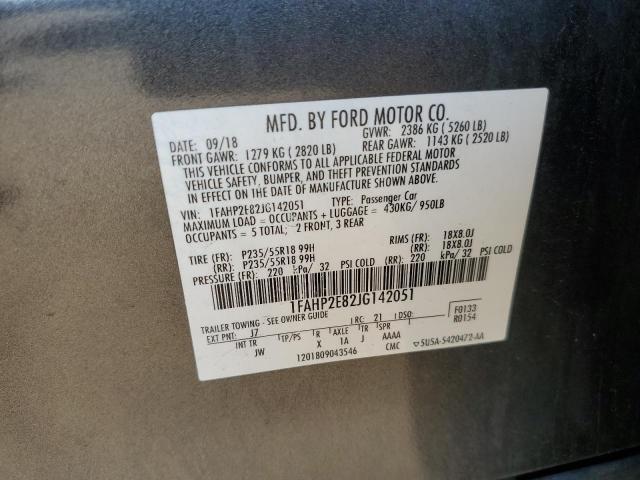 MFD. BY FORD MOTOR CO.
DATE: 09/18 GVWR: 2386 KG ( 5260 LB)
FRONT GAWR: 1279 KG ( 2820 LB) REAR GAWR: 1143 KG ( 2520 LB)
THIS VEHICLE CONFORMS TO ALL APPLICABLE FEDERAL MOTOR
VEHICLE SAFETY, BUMPER, AND THEFT PREVENTION STANDARDS
IN EFFECT ON THE DATE OF MANUFACTURE SHOWN ABOVE.
VIN: 1FAHP2E82JG142051 TYPE: Passenger Car
MAXIMUM LOAD = OCCUPANTS + LUGGAGE = 430KG/ 950LB
OCCUPANTS = 5 TOTAL; 2 FRONT, 3 REAR
TIRE (FR): P235/55R18 99H RIMS (FR): 18X8.0J
(RR): P235/55R18 99H (RR): 18X8.0J
PRESSURE (FR): 220 kPa/ 32 PSI COLD (RR): 220 kPa/ 32 PSI COLD
1FAHP2E82JG142051
TRAILER TOWING - SEE OWNER GUIDE
EXT PNT: J7 RC: 21 DSO: F0133
TP/PS R AXLE TR SPR R0154
JW X 1A J AAAA
1201809043546 CMC 5U5A-5420472-AA